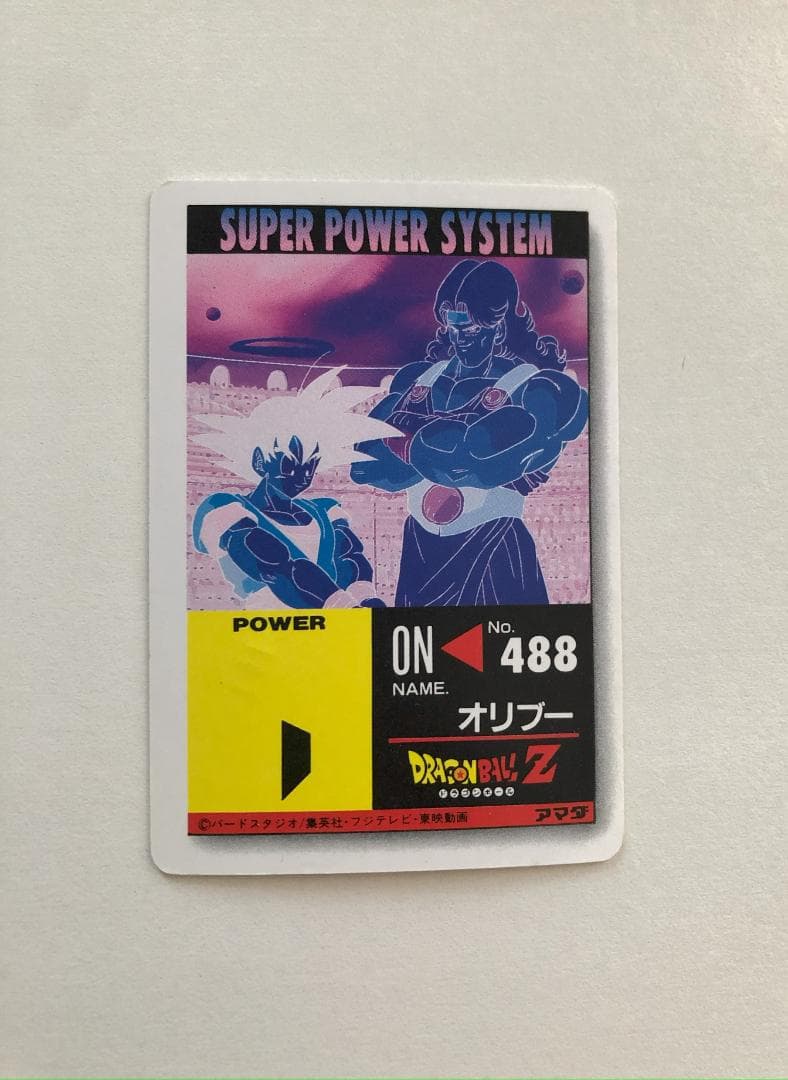 SUPER POWER SYSTEM
POWER
ON
No.
488
NAME.
オリブー
DRAGON BALL Z
ドラゴンボール
©バードスタジオ/集英社・フジテレビ・東映動画
アマダ